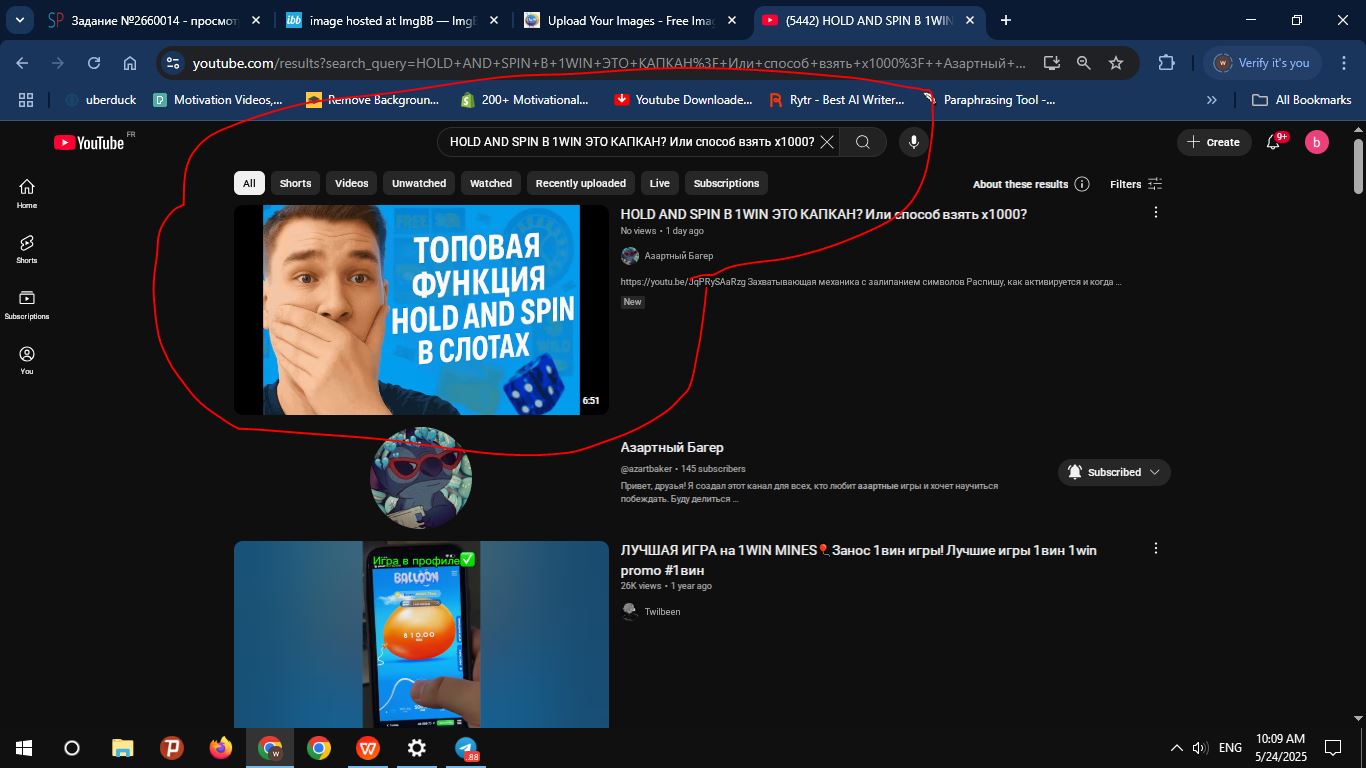 Задание №2660014 - просмотр
image hosted at ImgBB — ImgB
Upload Your Images - Free Imag
(5442) HOLD AND SPIN В 1WIN
youtube.com/results?search_query=HOLD+AND+SPIN+В+1WIN+ЭТО+КАПКАН%3F+Или+способ+взять+х1000%3F++Азартный+...
Verify it's you
uberduck
Motivation Videos,...
Remove Backgroun...
200+ Motivational...
Youtube Downloade...
Rytr - Best AI Writer...
Paraphrasing Tool -...
All Bookmarks
YouTube FR
HOLD AND SPIN В 1WIN ЭТО КАПКАН? Или способ взять х1000?
Create
9+
b
All
Shorts
Videos
Unwatched
Watched
Recently uploaded
Live
Subscriptions
About these results
Filters
Home
Shorts
Subscriptions
You
ТОПОВАЯ
ФУНКЦИЯ
HOLD AND SPIN
В СЛОТАХ
6:51
HOLD AND SPIN В 1WIN ЭТО КАПКАН? Или способ взять х1000?
No views • 1 day ago
Азартный Багер
https://youtu.be/JqPRySAaRzg Захватывающая механика с залипанием символов Распишу, как активируется и когда ...
New
Азартный Багер
@azartbaker • 145 subscribers
Привет, друзья! Я создал этот канал для всех, кто любит азартные игры и хочет научиться
побеждать. Буду делиться ...
Subscribed
Игра в профиле
BALLOON
810.00
ЛУЧШАЯ ИГРА на 1WIN MINES🎈Занос 1вин игры! Лучшие игры 1вин 1win
promo #1вин
26K views • 1 year ago
Twilbeen
.88
ENG
10:09 AM
5/24/2025